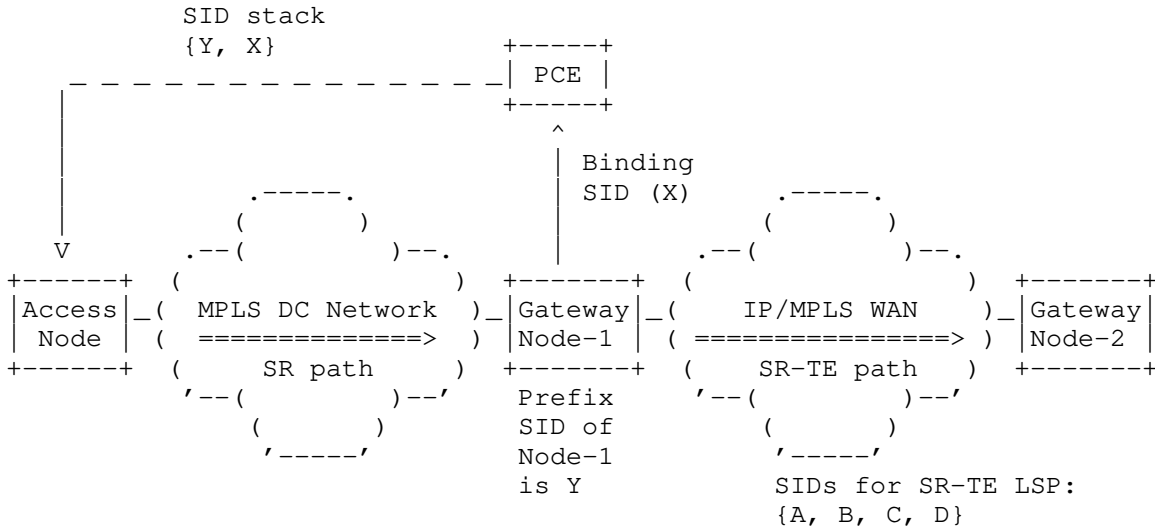 SID stack
{Y, X}
PCE
Binding
SID (X)
Access MPLS DC Network Gateway IP/MPLS WAN Gateway
Node Node-1 Node-2
SR path SR-TE path
Prefix
SID of
Node-1
is Y SIDs for SR-TE LSP:
{A, B, C, D}